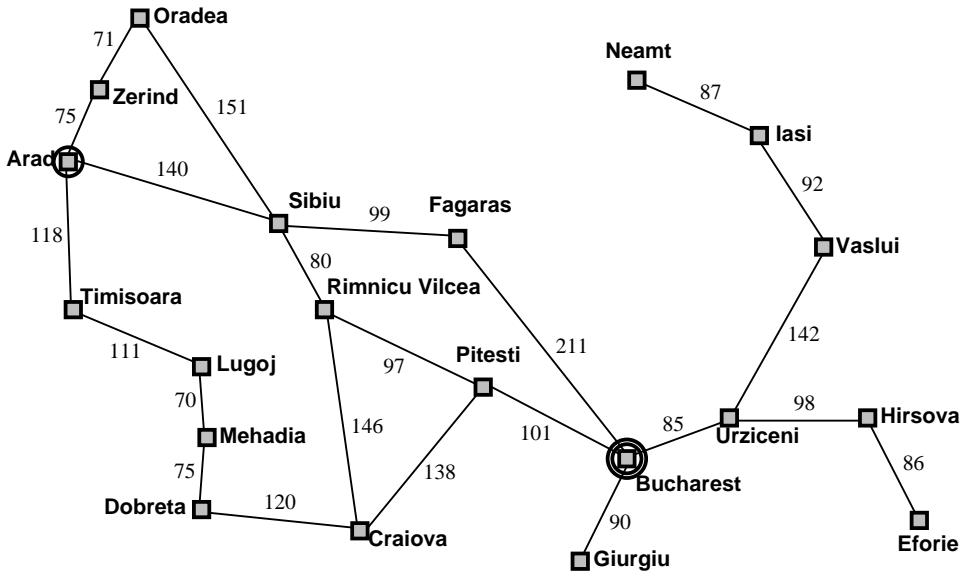 Oradea
71
Neamt
Zerind
87
151
75
Iasi
Arad
140
92
Sibiu
Fagaras
99
118
Vaslui
80
Timisoara
Rimnicu Vilcea
142
211
111
Pitesti
Lugoj
97
70
98
Hirsova
85
146
101
Urziceni
Mehadia
138
86
75
Bucharest
120
Dobreta
90
Craiova
Eforie
Giurgiu